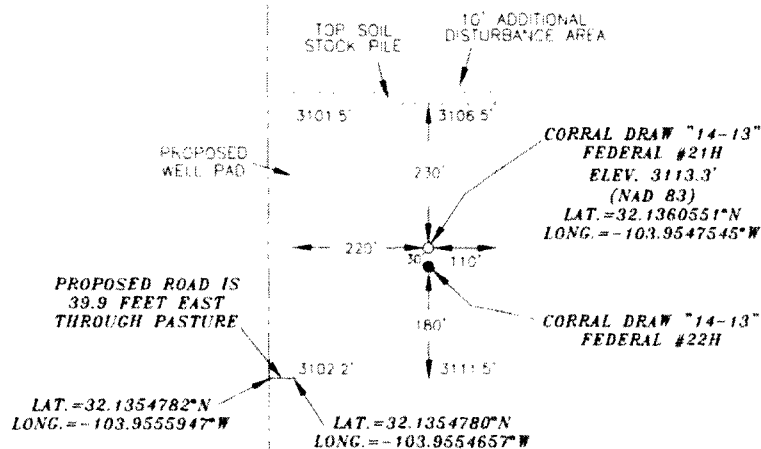 TOP SOIL
STOCK PILE
10' ADDITIONAL
DISTURBANCE AREA
3101.5'
3106.5'
PROPOSED
WELL PAD
230'
CORRAL DRAW "14-13"
FEDERAL #21H
ELEV. 3113.3'
(NAD 83)
LAT.=32.1360551°N
LONG.=-103.9547545°W
220'
30'
110'
PROPOSED ROAD IS
39.9 FEET EAST
THROUGH PASTURE
180'
CORRAL DRAW "14-13"
FEDERAL #22H
3102.2'
3111.5'
LAT.=32.1354782°N
LONG.=-103.9555947°W
LAT.=32.1354780°N
LONG.=-103.9554657°W